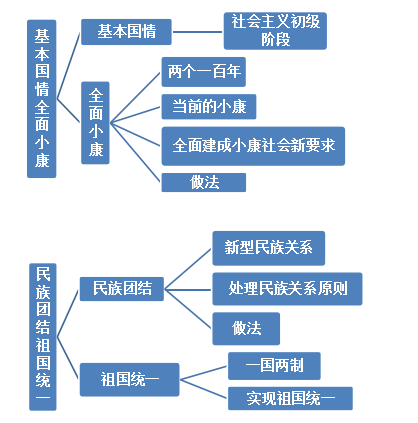 基本国情全面小康
基本国情
社会主义初级
阶段
全面小康
两个一百年
当前的小康
全面建成小康社会新要求
做法
民族团结祖国统一
民族团结
新型民族关系
处理民族关系原则
做法
祖国统一
一国两制
实现祖国统一